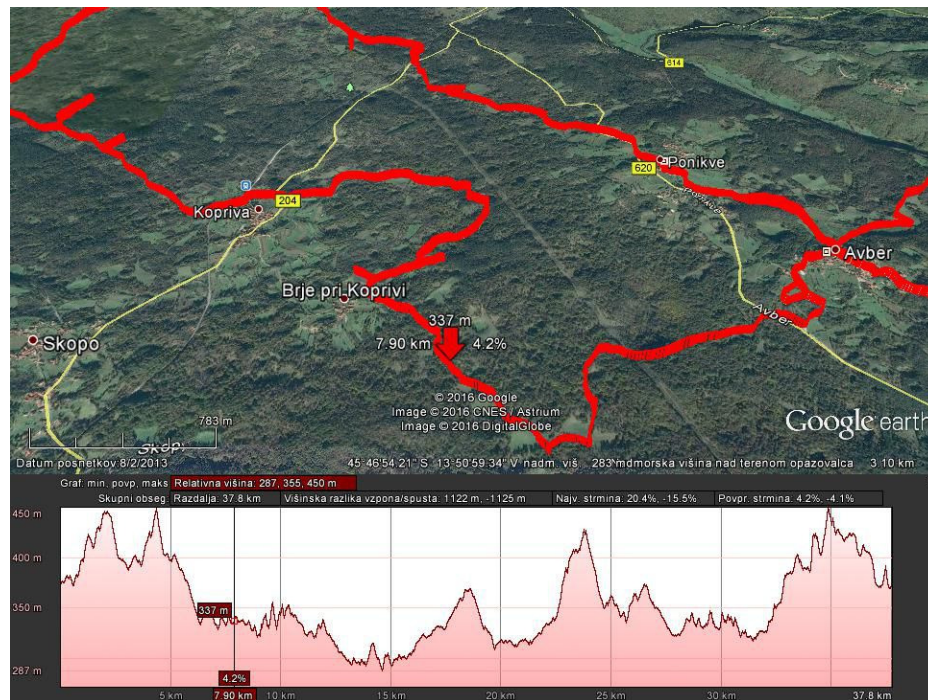 614
Ponikve
620
Ponikve
204
Kopriva
Avber
Brje pri Koprivi
Avber
337 m
7.90 km 4.2%
Skopo
© 2016 Google
Image © 2016 CNES / Astrium
Image © 2016 DigitalGlobe
783 m
Google earth
Skopi
Datum posnetkov 8/2/2013 45°46'54.21" S 13°50'59.34" V nadm. viš. 283 m dmorska višina nad terenom opazovalca 3.10 km
Graf. min, povp, maks Relativna višina: 287, 355, 450 m
Skupni obseg: Razdalja: 37.8 km Višinska razlika vzpona/spusta: 1122 m, -1125 m Najv. strmina: 20.4%, -15.5% Povpr. strmina: 4.2%, -4.1%
450 m
400 m
350 m
337 m
287 m
4.2%
5 km 7.90 km 10 km 15 km 20 km 25 km 30 km 37.8 km